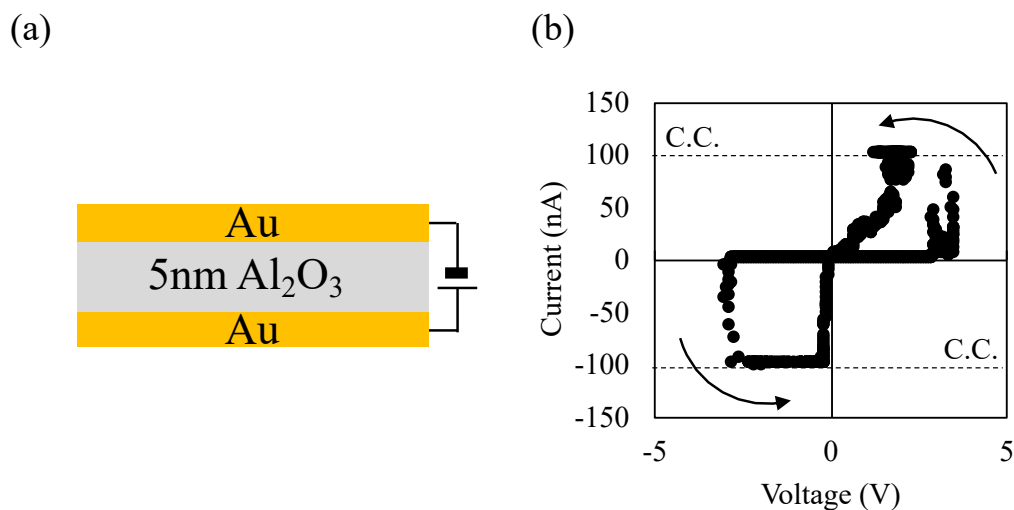 (a)
Au
5nm Al₂O₃
Au
(b)
150
100
50
0
-50
-100
-150
C.C.
C.C.
-5
0
5
Current (nA)
Voltage (V)